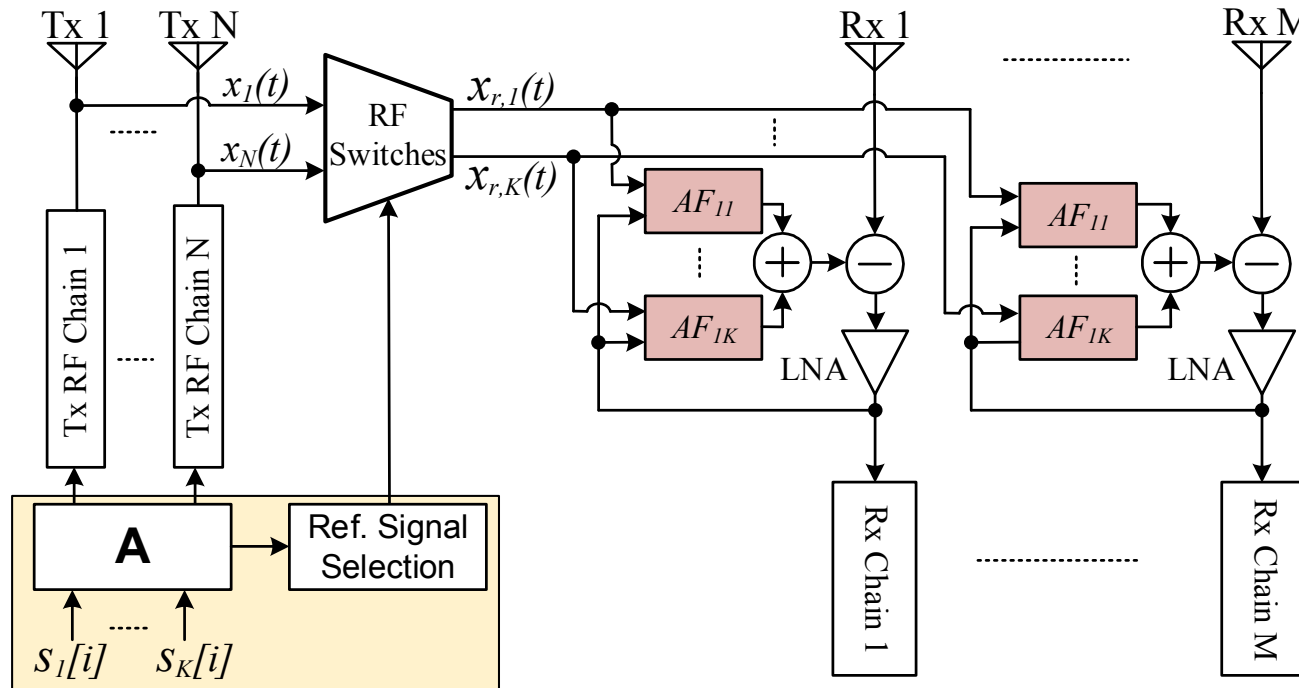 Tx 1
Tx N
Rx 1
Rx M
x1(t)
xN(t)
RF
Switches
xr,1(t)
xr,K(t)
AF11
AF1K
LNA
AF11
AF1K
LNA
Tx RF Chain 1
Tx RF Chain N
Rx Chain 1
Rx Chain M
A
Ref. Signal
Selection
s1[i]
sK[i]